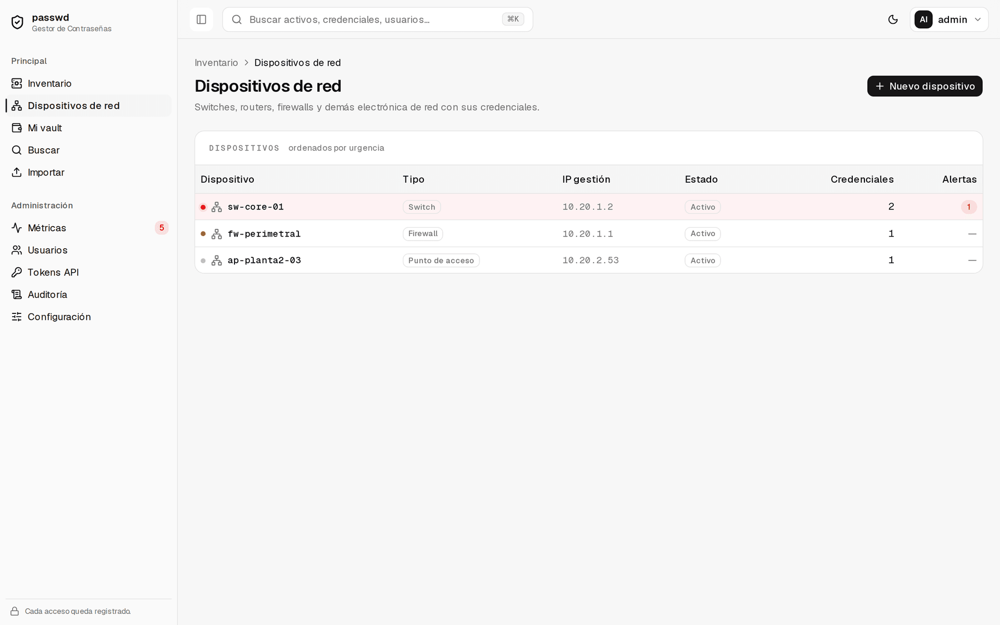 passwd
Gestor de Contraseñas
Principal
Inventario
Dispositivos de red
Mi vault
Buscar
Importar
Administración
Métricas 5
Usuarios
Tokens API
Auditoría
Configuración
Cada acceso queda registrado.
Buscar activos, credenciales, usuarios... ⌘K
AI admin
Inventario > Dispositivos de red
Dispositivos de red
+ Nuevo dispositivo
Switches, routers, firewalls y demás electrónica de red con sus credenciales.
DISPOSITIVOS ordenados por urgencia
Dispositivo Tipo IP gestión Estado Credenciales Alertas
sw-core-01 Switch 10.20.1.2 Activo 2 1
fw-perimetral Firewall 10.20.1.1 Activo 1 —
ap-planta2-03 Punto de acceso 10.20.2.53 Activo 1 —